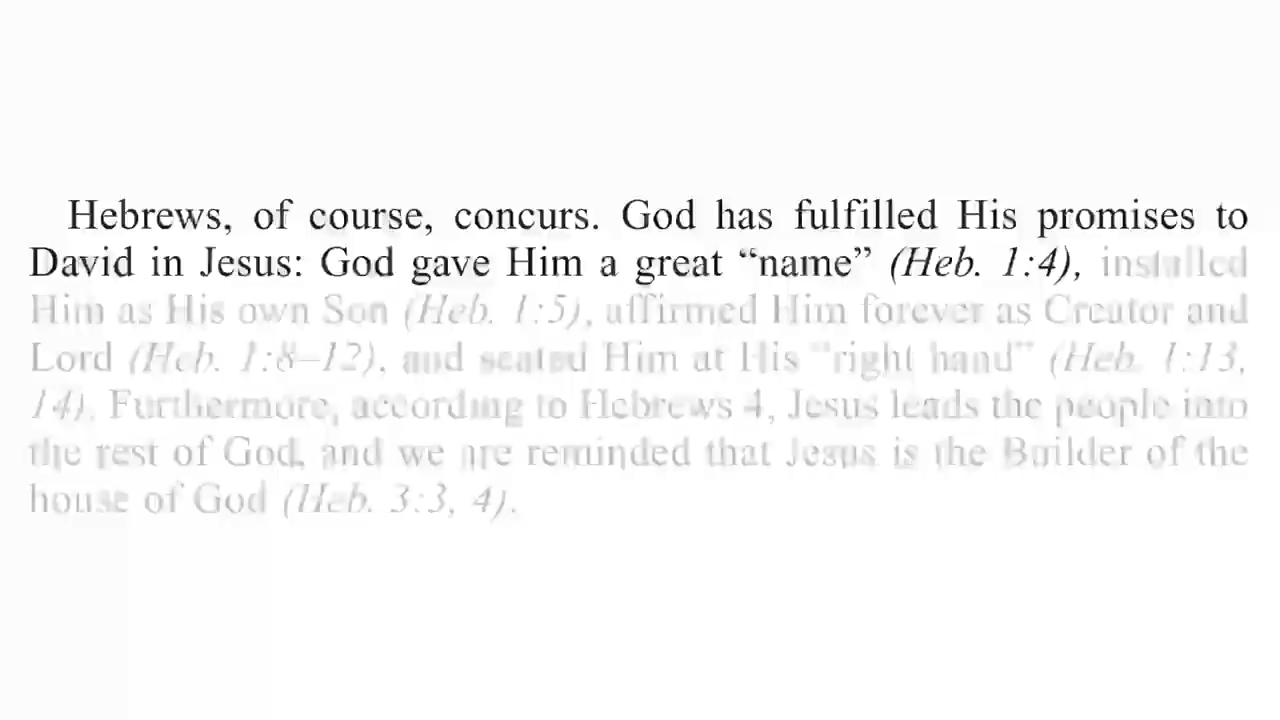 Hebrews, of course, concurs. God has fulfilled His promises to
David in Jesus: God gave Him a great “name” (Heb. 1:4), installed
Him as His own Son (Heb. 1:5), affirmed Him forever as Creator and
Lord (Heb. 1:8–12), and seated Him at His “right hand” (Heb. 1:13,
14). Furthermore, according to Hebrews 4, Jesus leads the people into
the rest of God, and we are reminded that Jesus is the Builder of the
house of God (Heb. 3:3, 4).